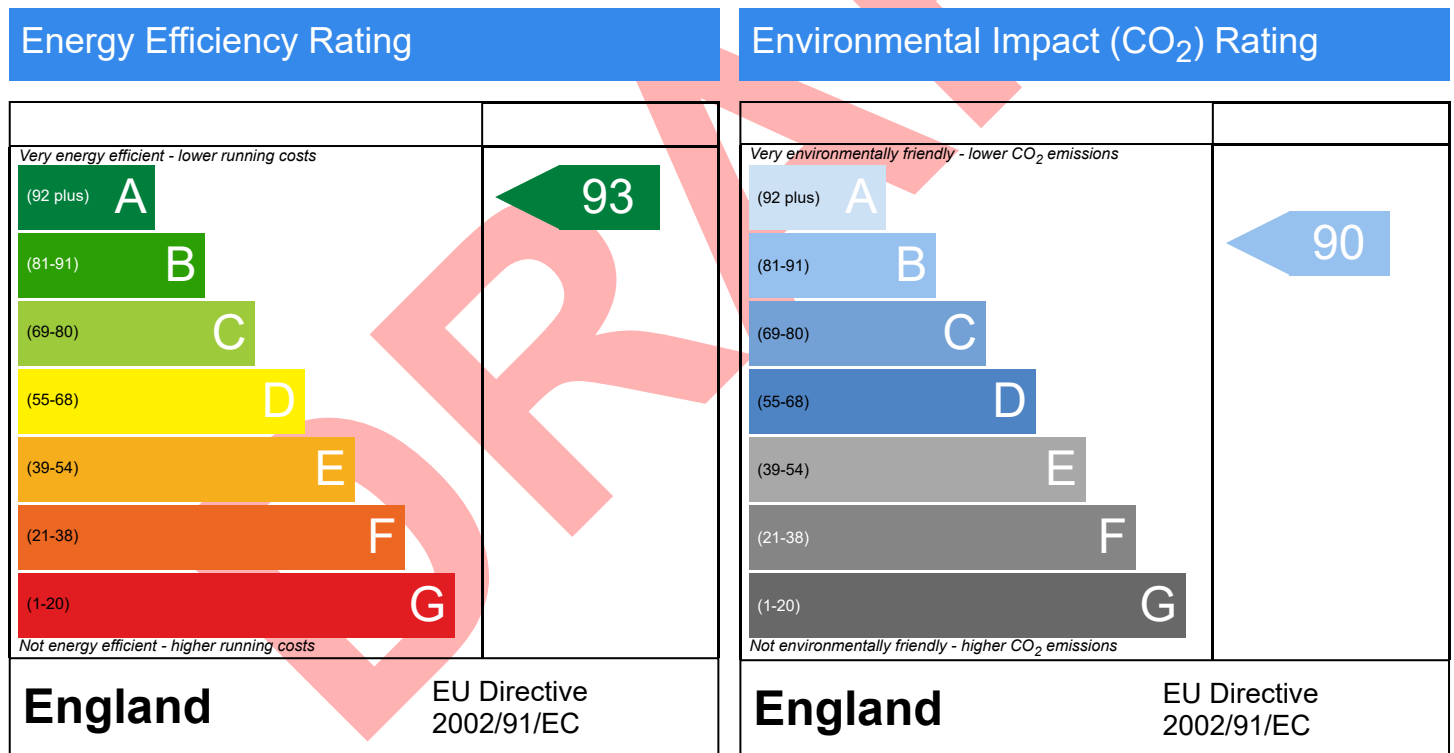 Energy Efficiency Rating
Very energy efficient - lower running costs
(92 plus) A
(81-91) B
(69-80) C
(55-68) D
(39-54) E
(21-38) F
(1-20) G
Not energy efficient - higher running costs
93
England
EU Directive
2002/91/EC
Environmental Impact (CO₂) Rating
Very environmentally friendly - lower CO₂ emissions
(92 plus) A
(81-91) B
(69-80) C
(55-68) D
(39-54) E
(21-38) F
(1-20) G
Not environmentally friendly - higher CO₂ emissions
90
England
EU Directive
2002/91/EC